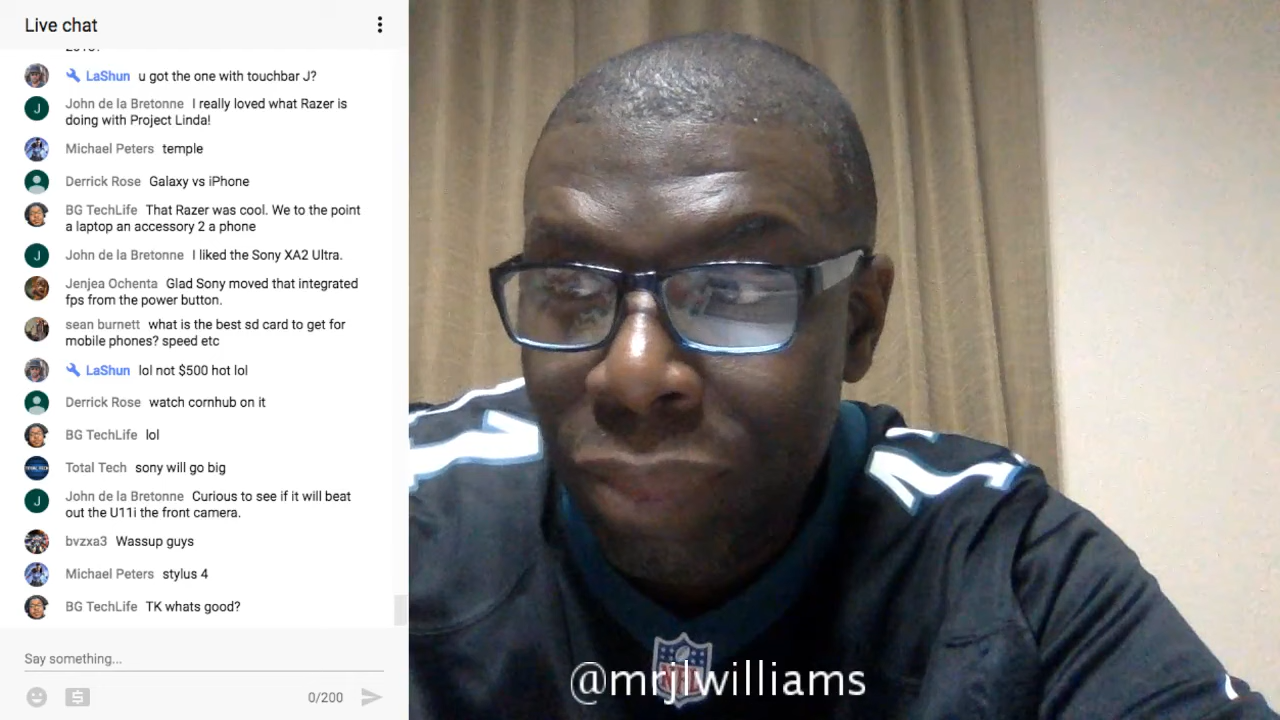 Live chat
LaShun u got the one with touchbar J?
John de la Bretonne I really loved what Razer is
doing with Project Linda!
Michael Peters temple
Derrick Rose Galaxy vs iPhone
BG TechLife That Razer was cool. We to the point
a laptop an accessory 2 a phone
John de la Bretonne I liked the Sony XA2 Ultra.
Jenjea Ochenta Glad Sony moved that integrated
fps from the power button.
sean burnett what is the best sd card to get for
mobile phones? speed etc
LaShun lol not $500 hot lol
Derrick Rose watch cornhub on it
BG TechLife lol
Total Tech sony will go big
John de la Bretonne Curious to see if it will beat
out the U11i the front camera.
bvzxa3 Wassup guys
Michael Peters stylus 4
BG TechLife TK whats good?
Say something...
0/200
@mrjlwilliams